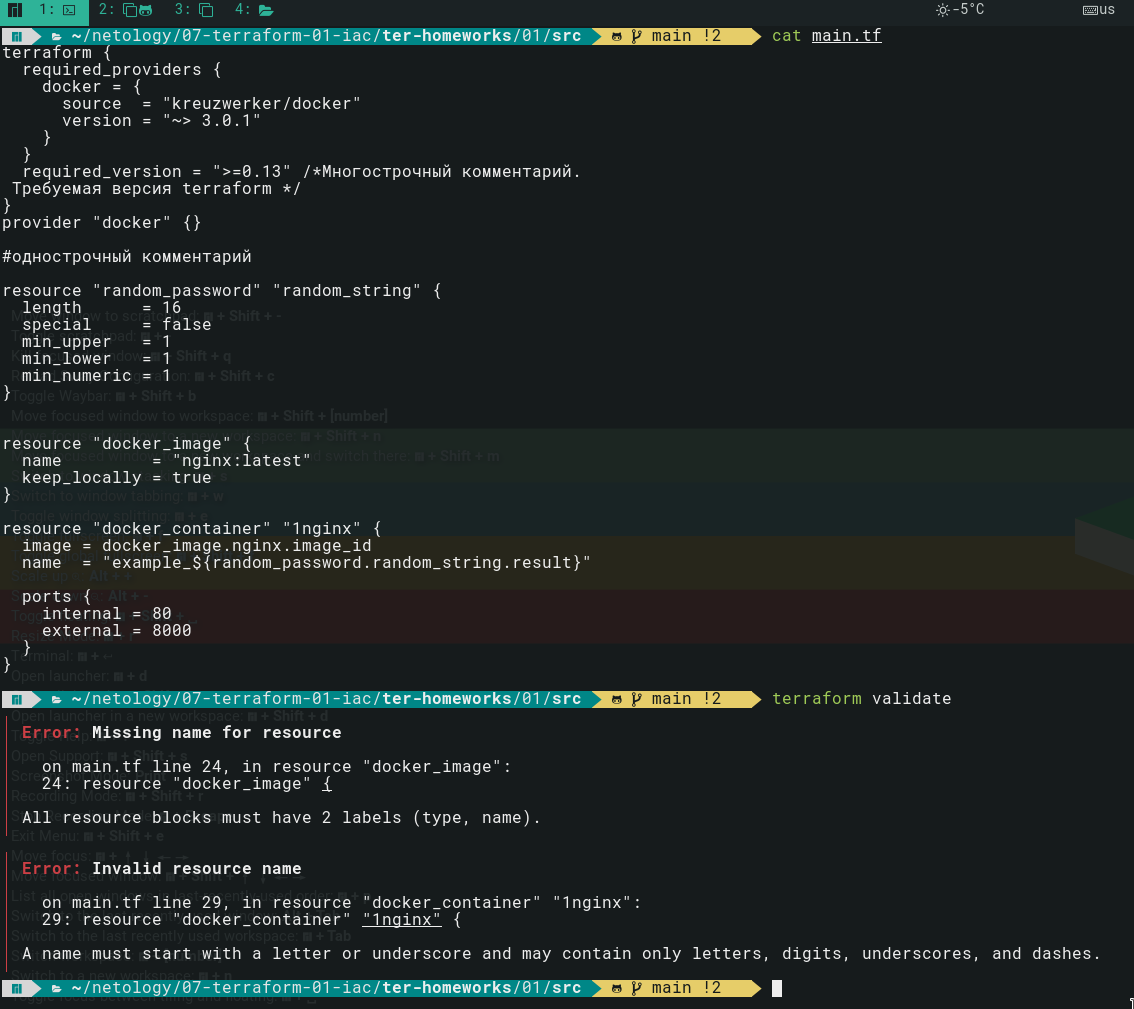 1: 2: 3: 4: -5°C us
~/netology/07-terraform-01-iac/ter-homeworks/01/src main !2 cat main.tf
terraform {
  required_providers {
    docker = {
      source  = "kreuzwerker/docker"
      version = "~> 3.0.1"
    }
  }
  required_version = ">=0.13" /*Многострочный комментарий.
 Требуемая версия terraform */
}
provider "docker" {}

#однострочный комментарий

resource "random_password" "random_string" {
  length      = 16
  special     = false
  min_upper   = 1
  min_lower   = 1
  min_numeric = 1
}

resource "docker_image" {
  name         = "nginx:latest"
  keep_locally = true
}

resource "docker_container" "1nginx" {
  image = docker_image.nginx.image_id
  name  = "example_${random_password.random_string.result}"

  ports {
    internal = 80
    external = 8000
  }
}

~/netology/07-terraform-01-iac/ter-homeworks/01/src main !2 terraform validate
Error: Missing name for resource

  on main.tf line 24, in resource "docker_image":
  24: resource "docker_image" {

All resource blocks must have 2 labels (type, name).

Error: Invalid resource name

  on main.tf line 29, in resource "docker_container" "1nginx":
  29: resource "docker_container" "1nginx" {

A name must start with a letter or underscore and may contain only letters, digits, underscores, and dashes.

~/netology/07-terraform-01-iac/ter-homeworks/01/src main !2